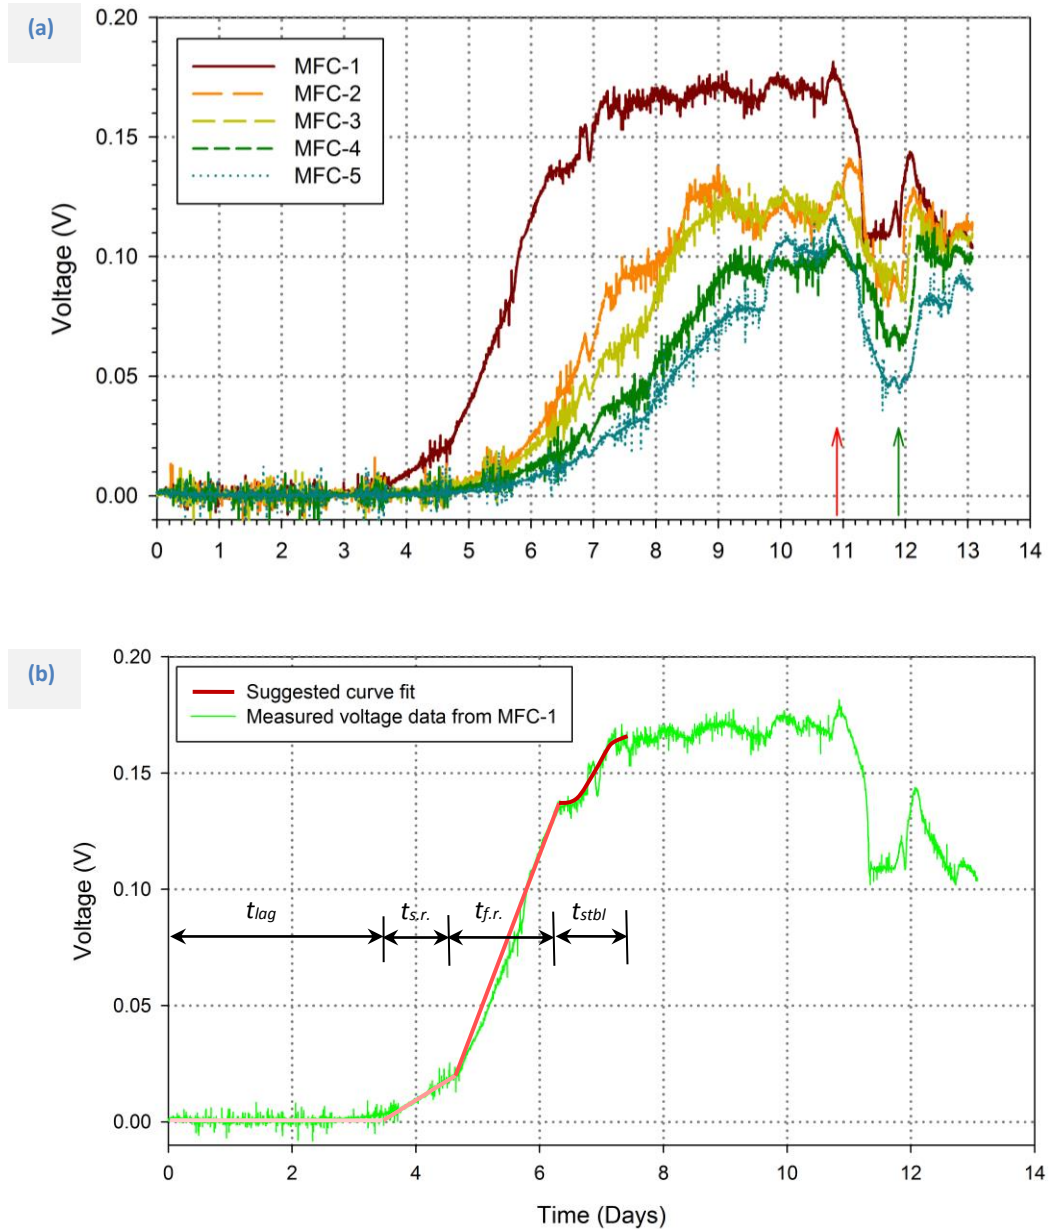 (a)
0.20
0.15
0.10
0.05
0.00
Voltage (V)
MFC-1
MFC-2
MFC-3
MFC-4
MFC-5
0 1 2 3 4 5 6 7 8 9 10 11 12 13 14
(b)
0.20
0.15
0.10
0.05
0.00
Voltage (V)
Suggested curve fit
Measured voltage data from MFC-1
tlag ts,r. tf.r. tstbl
0 2 4 6 8 10 12 14
Time (Days)